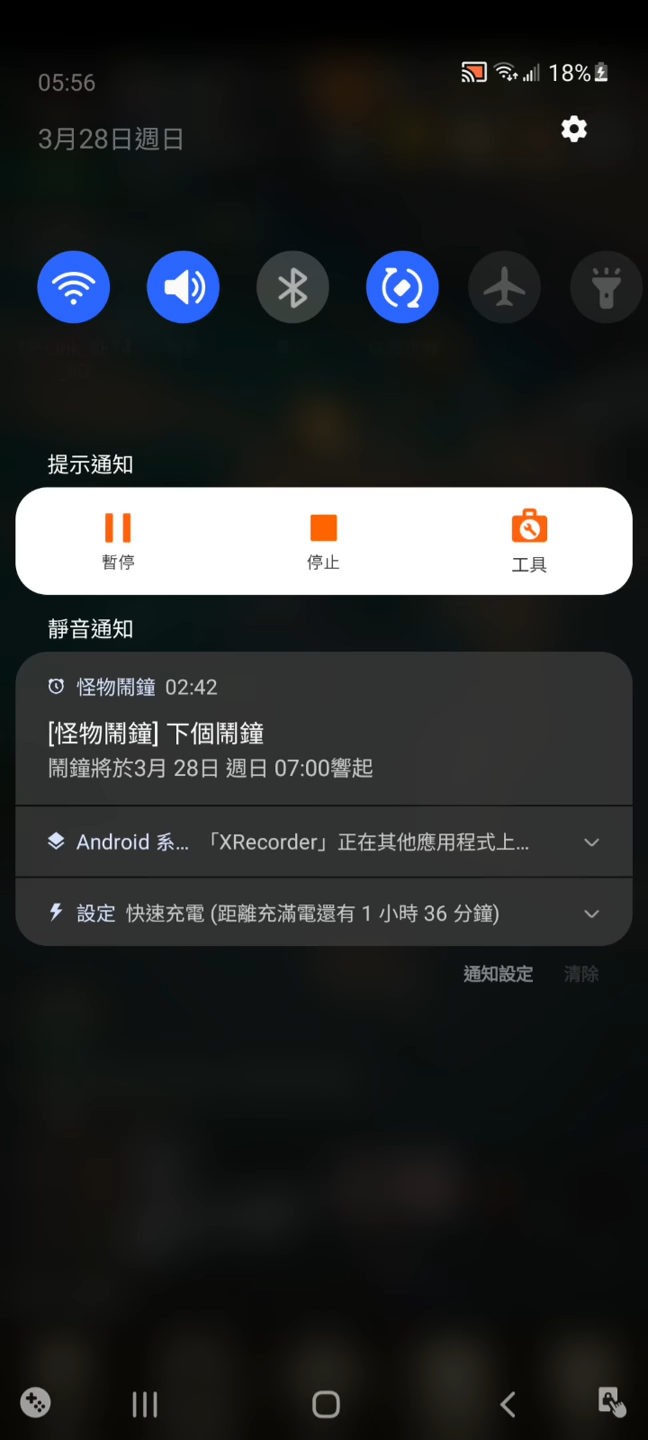 05:56
18%
3月28日週日
提示通知
暫停
停止
工具
靜音通知
怪物鬧鐘 02:42
[怪物鬧鐘] 下個鬧鐘
鬧鐘將於3月 28日 週日 07:00響起
Android 系... 「XRecorder」正在其他應用程式上...
設定 快速充電 (距離充滿電還有 1 小時 36 分鐘)
通知設定 清除